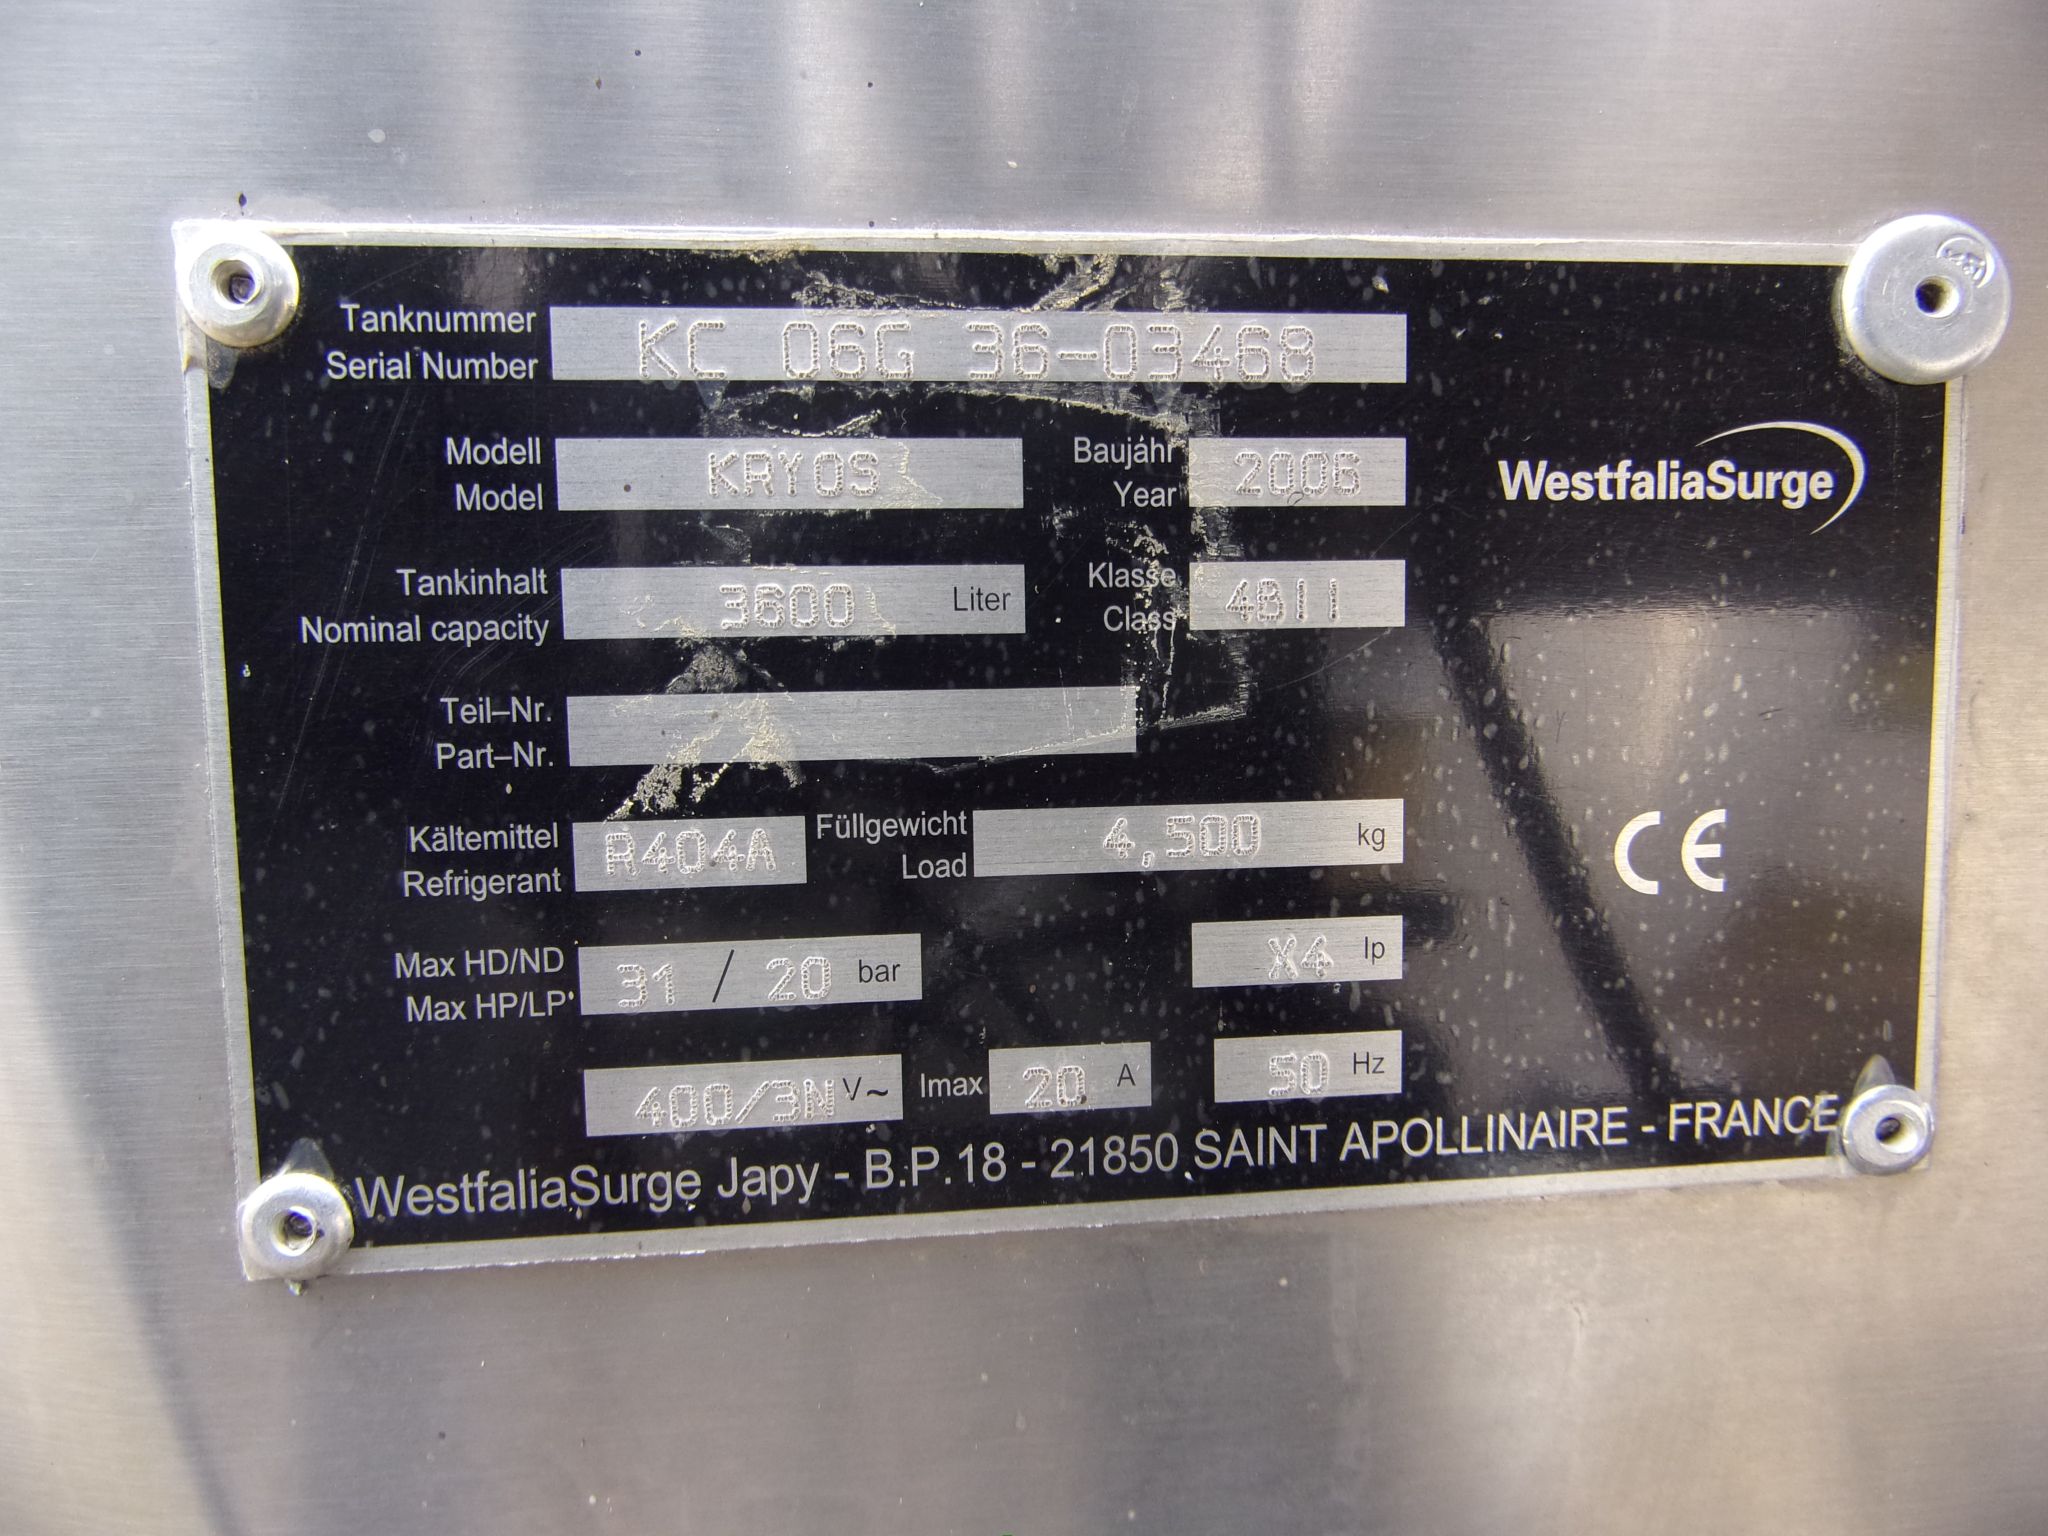 Tanknummer
Serial Number
KC 06G 36-03468
Modell
Model
KRYOS
Baujahr
Year
2006
WestfaliaSurge
Tankinhalt
Nominal capacity
3600 Liter
Klasse
Class
4BII
Teil–Nr.
Part–Nr.
Kältemittel
Refrigerant
R404A
Füllgewicht
Load
4,500 kg
Max HD/ND
Max HP/LP
31 / 20 bar
X4 Ip
CE
400/3N V~
Imax 20 A
50 Hz
WestfaliaSurge Japy - B.P.18 - 21850 SAINT APOLLINAIRE - FRANCE